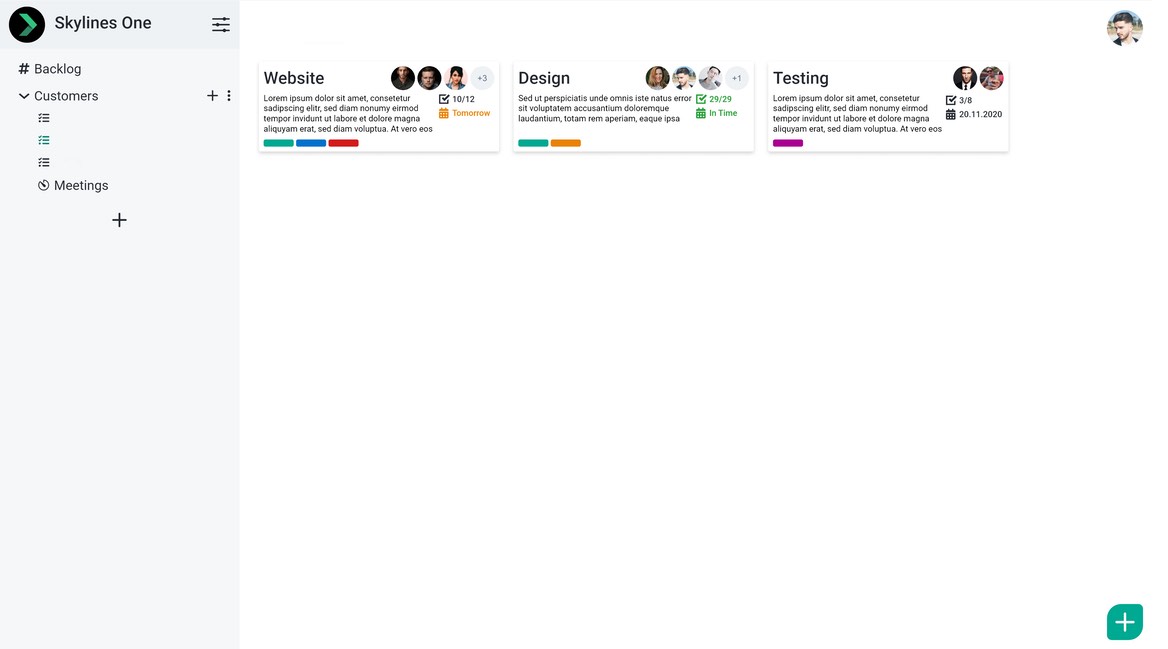 Skylines One
# Backlog
Customers
Meetings
Website
+3
Lorem ipsum dolor sit amet, consetetur
sadipscing elitr, sed diam nonumy eirmod
tempor invidunt ut labore et dolore magna
aliquyam erat, sed diam voluptua. At vero eos
10/12
Tomorrow
Design
+1
Sed ut perspiciatis unde omnis iste natus error
sit voluptatem accusantium doloremque
laudantium, totam rem aperiam, eaque ipsa
29/29
In Time
Testing
Lorem ipsum dolor sit amet, consetetur
sadipscing elitr, sed diam nonumy eirmod
tempor invidunt ut labore et dolore magna
aliquyam erat, sed diam voluptua. At vero eos
3/8
20.11.2020